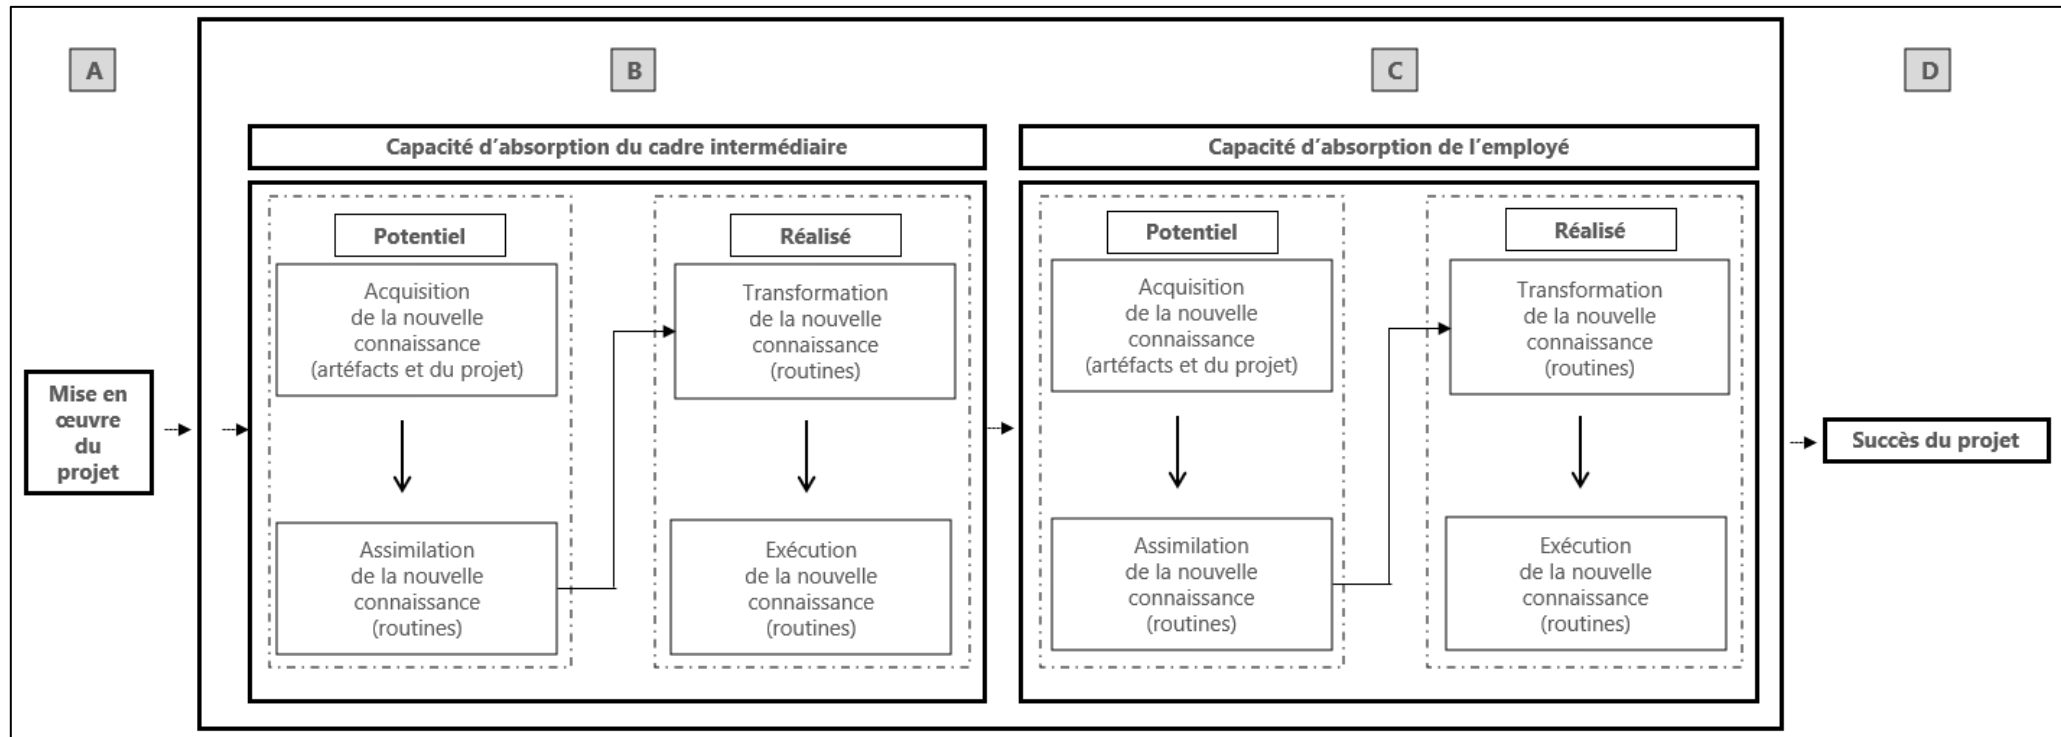 A
B
C
D
Capacité d'absorption du cadre intermédiaire
Capacité d'absorption de l'employé
Mise en
œuvre
du
projet
Potentiel
Acquisition
de la nouvelle
connaissance
(artéfacts et du projet)
Assimilation
de la nouvelle
connaissance
(routines)
Réalisé
Transformation
de la nouvelle
connaissance
(routines)
Exécution
de la nouvelle
connaissance
(routines)
Potentiel
Acquisition
de la nouvelle
connaissance
(artéfacts et du projet)
Assimilation
de la nouvelle
connaissance
(routines)
Réalisé
Transformation
de la nouvelle
connaissance
(routines)
Exécution
de la nouvelle
connaissance
(routines)
Succès du projet